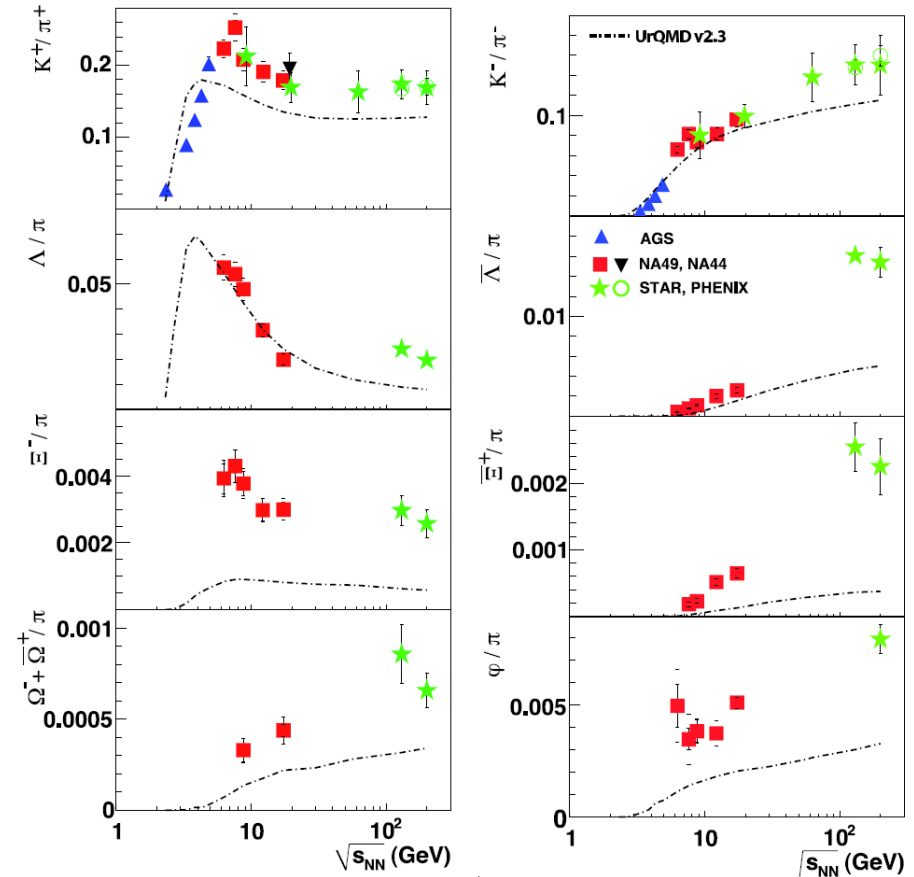 K⁺/π⁺
0.2
0.1
Λ/π
0.05
Ξ⁻/π
0.004
0.002
Ω⁻+Ω̅⁺/π
0.001
0.0005
0
1
10
10²
√s_NN (GeV)
K⁻/π⁻
UrQMD v2.3
0.1
Λ̅/π
AGS
NA49, NA44
STAR, PHENIX
0.01
Ξ̅⁺/π
0.002
0.001
φ/π
0.005
0
1
10
10²
√s_NN (GeV)